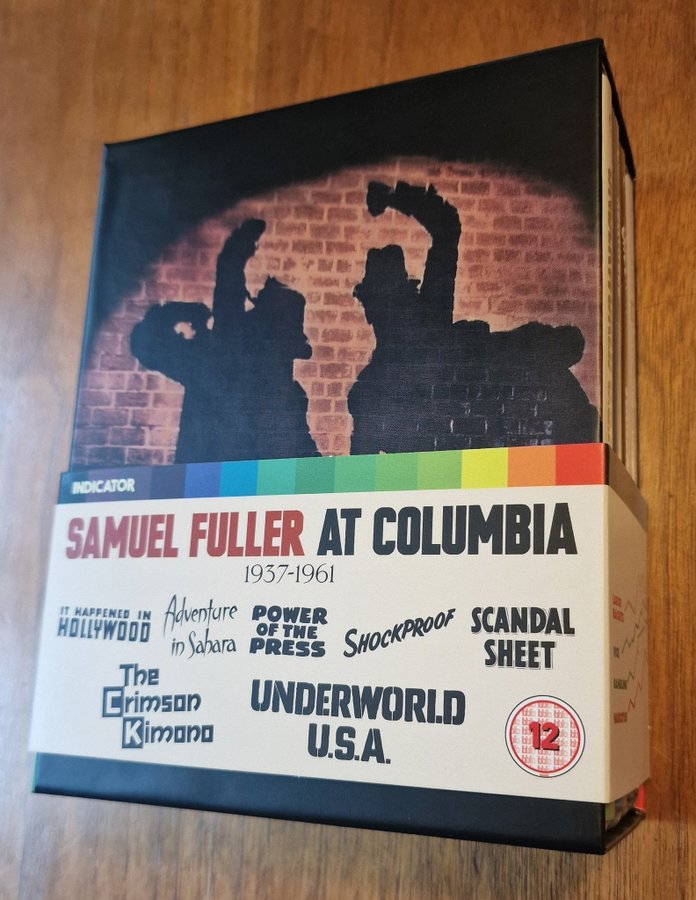 INDICATOR
SAMUEL FULLER AT COLUMBIA
1937-1961
IT HAPPENED IN
HOLLYWOOD
Adventure
in Sahara
POWER
OF THE
PRESS
SHOCKPROOF
SCANDAL
SHEET
The
Crimson
Kimono
UNDERWORLD
U.S.A.
12